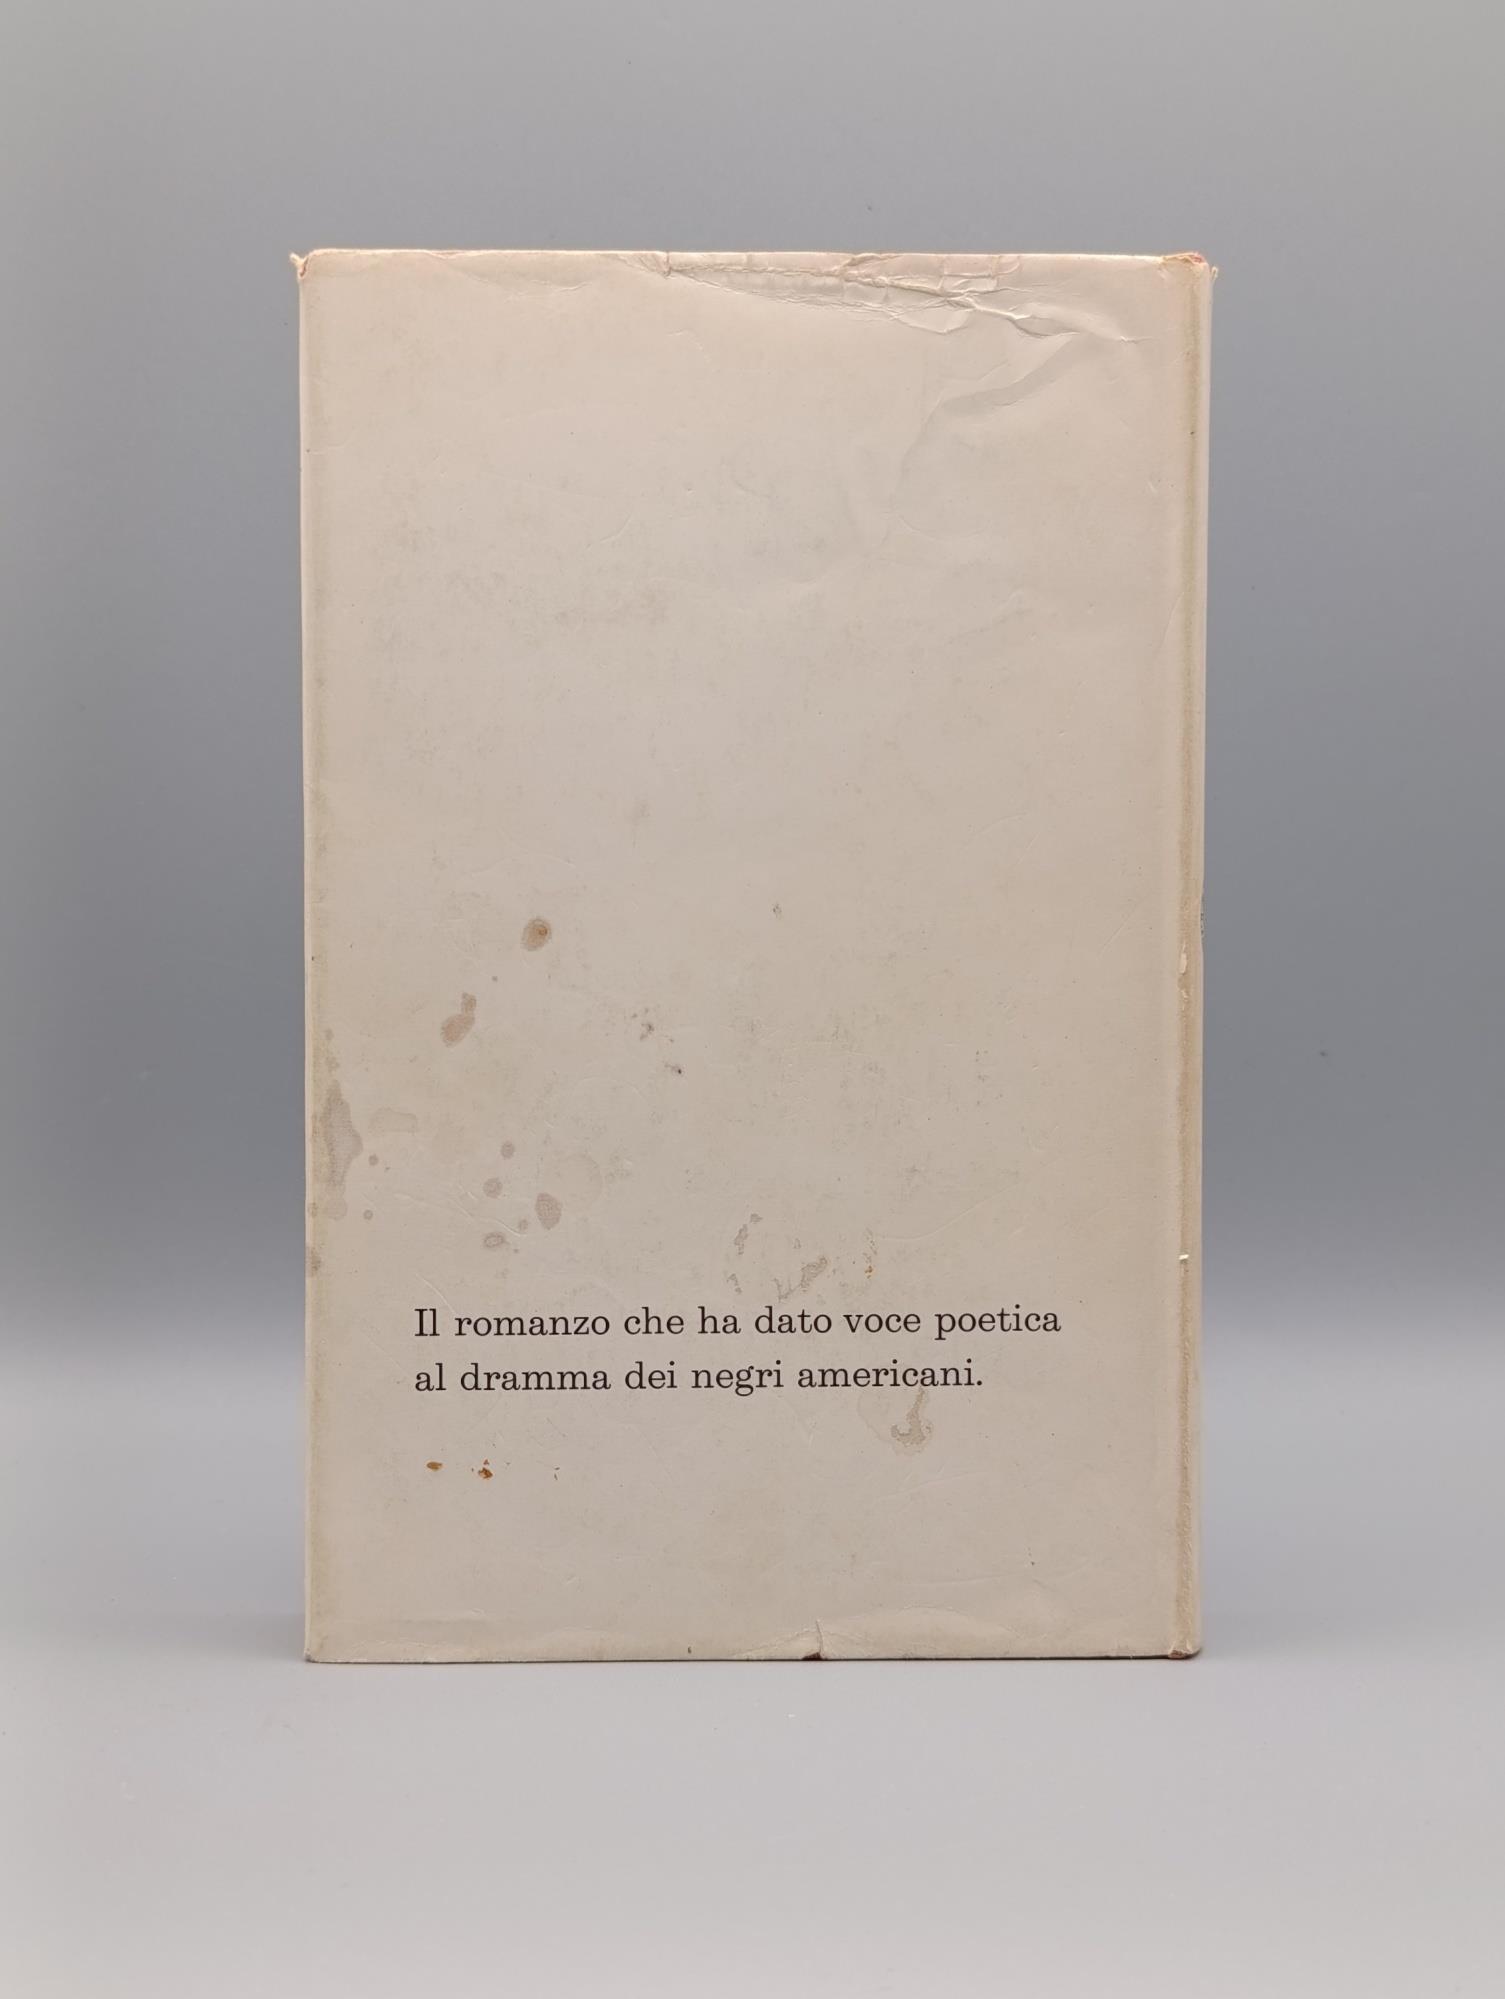 Il romanzo che ha dato voce poetica
al dramma dei negri americani.